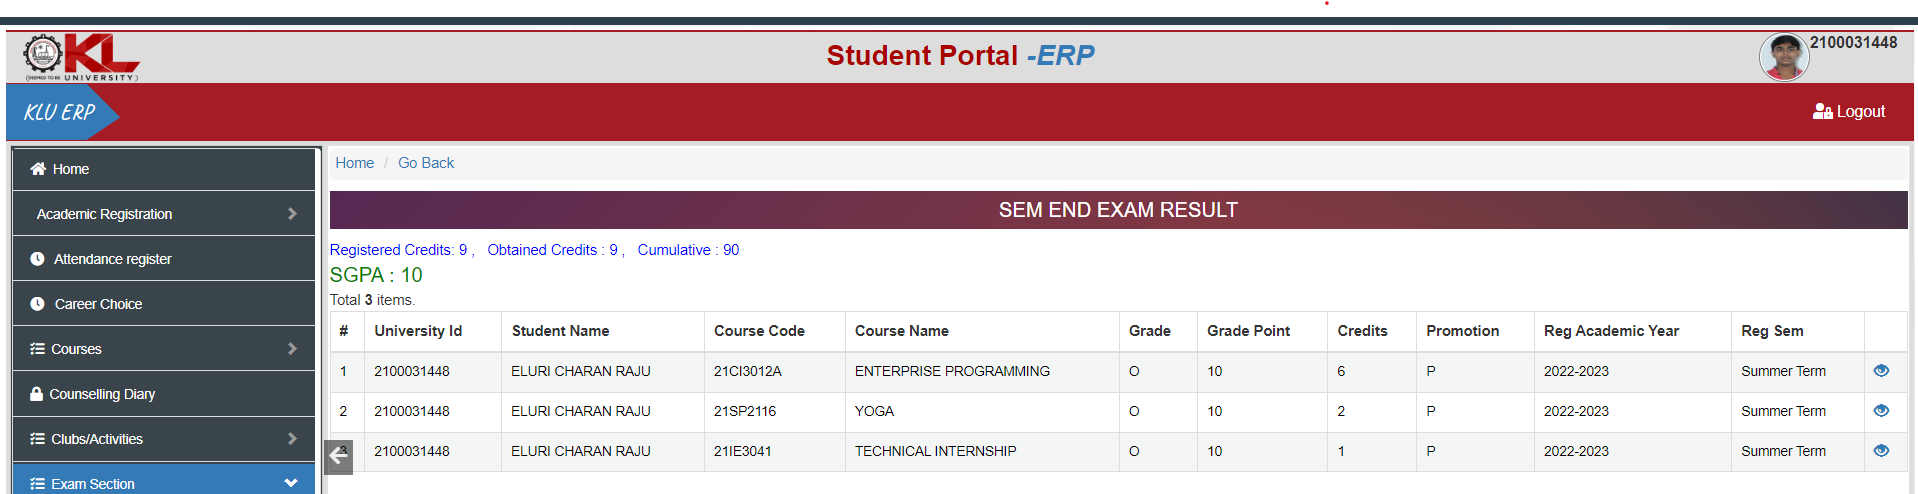 KL
(DEEMED TO BE UNIVERSITY)
Student Portal -ERP
2100031448
KLU ERP
Logout
Home
Academic Registration
Attendance register
Career Choice
Courses
Counselling Diary
Clubs/Activities
Exam Section
Home / Go Back
SEM END EXAM RESULT
Registered Credits: 9 , Obtained Credits : 9 , Cumulative : 90
SGPA : 10
Total 3 items.
# University Id Student Name Course Code Course Name Grade Grade Point Credits Promotion Reg Academic Year Reg Sem
1 2100031448 ELURI CHARAN RAJU 21CI3012A ENTERPRISE PROGRAMMING O 10 6 P 2022-2023 Summer Term
2 2100031448 ELURI CHARAN RAJU 21SP2116 YOGA O 10 2 P 2022-2023 Summer Term
3 2100031448 ELURI CHARAN RAJU 21IE3041 TECHNICAL INTERNSHIP O 10 1 P 2022-2023 Summer Term